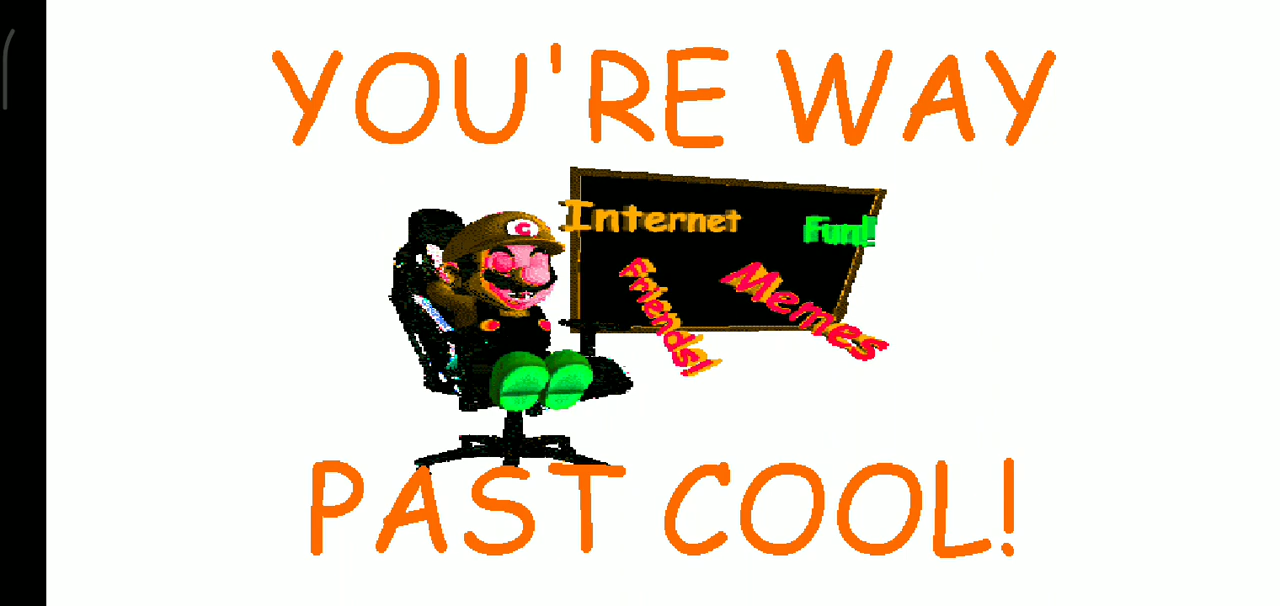 YOU'RE WAY
C
Internet
Fun!
Friends!
Memes
PAST COOL!